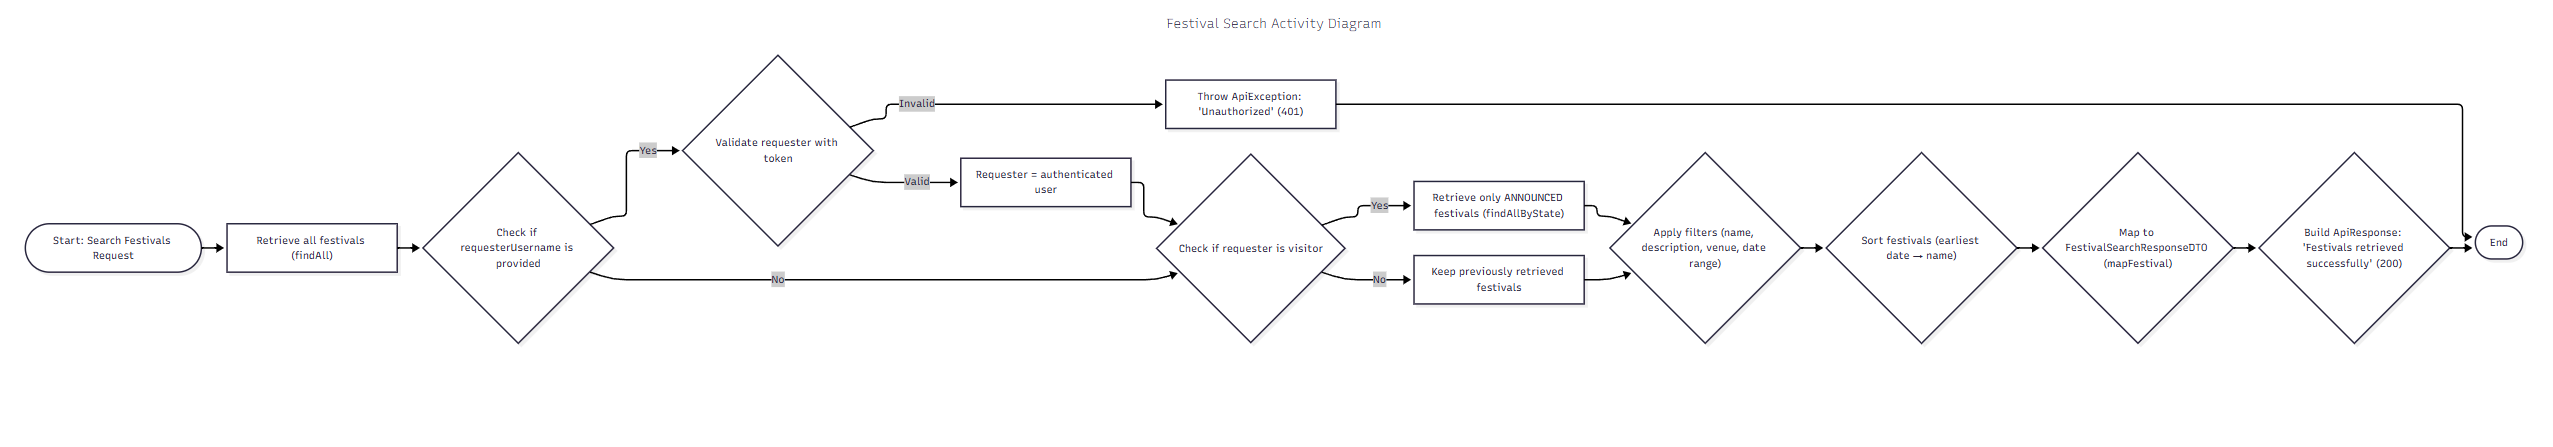 Festival Search Activity Diagram
Start: Search Festivals
Request
Retrieve all festivals
(findAll)
Check if
requesterUsername is
provided
Yes
No
Validate requester with
token
Invalid
Valid
Throw ApiException:
'Unauthorized' (401)
Requester = authenticated
user
Check if requester is visitor
Yes
No
Retrieve only ANNOUNCED
festivals (findAllByState)
Keep previously retrieved
festivals
Apply filters (name,
description, venue, date
range)
Sort festivals (earliest
date → name)
Map to
FestivalSearchResponseDTO
(mapFestival)
Build ApiResponse:
'Festivals retrieved
successfully' (200)
End